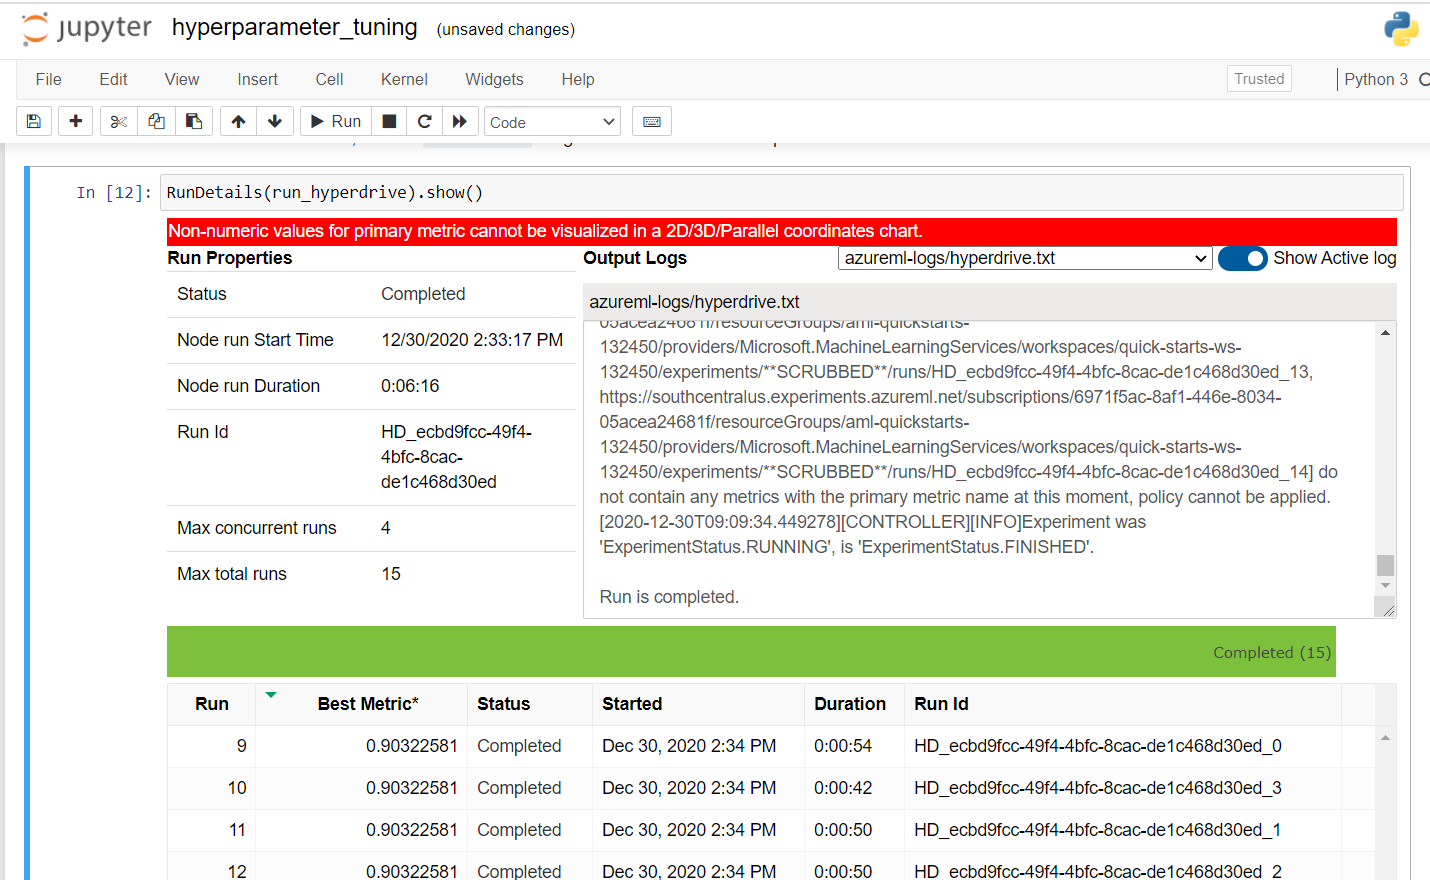 jupyter hyperparameter_tuning (unsaved changes)
File Edit View Insert Cell Kernel Widgets Help Trusted Python 3
Run Code
In [12]: RunDetails(run_hyperdrive).show()
Non-numeric values for primary metric cannot be visualized in a 2D/3D/Parallel coordinates chart.
Run Properties
Status Completed
Node run Start Time 12/30/2020 2:33:17 PM
Node run Duration 0:06:16
Run Id HD_ecbd9fcc-49f4-
4bfc-8cac-
de1c468d30ed
Max concurrent runs 4
Max total runs 15
Output Logs azureml-logs/hyperdrive.txt Show Active log
azureml-logs/hyperdrive.txt
05acea24681f/resourceGroups/aml-quickstarts-
132450/providers/Microsoft.MachineLearningServices/workspaces/quick-starts-ws-
132450/experiments/**SCRUBBED**/runs/HD_ecbd9fcc-49f4-4bfc-8cac-de1c468d30ed_13,
https://southcentralus.experiments.azureml.net/subscriptions/6971f5ac-8af1-446e-8034-
05acea24681f/resourceGroups/aml-quickstarts-
132450/providers/Microsoft.MachineLearningServices/workspaces/quick-starts-ws-
132450/experiments/**SCRUBBED**/runs/HD_ecbd9fcc-49f4-4bfc-8cac-de1c468d30ed_14] do
not contain any metrics with the primary metric name at this moment, policy cannot be applied.
[2020-12-30T09:09:34.449278][CONTROLLER][INFO]Experiment was
'ExperimentStatus.RUNNING', is 'ExperimentStatus.FINISHED'.
Run is completed.
Completed (15)
Run Best Metric* Status Started Duration Run Id
9 0.90322581 Completed Dec 30, 2020 2:34 PM 0:00:54 HD_ecbd9fcc-49f4-4bfc-8cac-de1c468d30ed_0
10 0.90322581 Completed Dec 30, 2020 2:34 PM 0:00:42 HD_ecbd9fcc-49f4-4bfc-8cac-de1c468d30ed_3
11 0.90322581 Completed Dec 30, 2020 2:34 PM 0:00:50 HD_ecbd9fcc-49f4-4bfc-8cac-de1c468d30ed_1
12 0.90322581 Completed Dec 30, 2020 2:34 PM 0:00:50 HD_ecbd9fcc-49f4-4bfc-8cac-de1c468d30ed_2